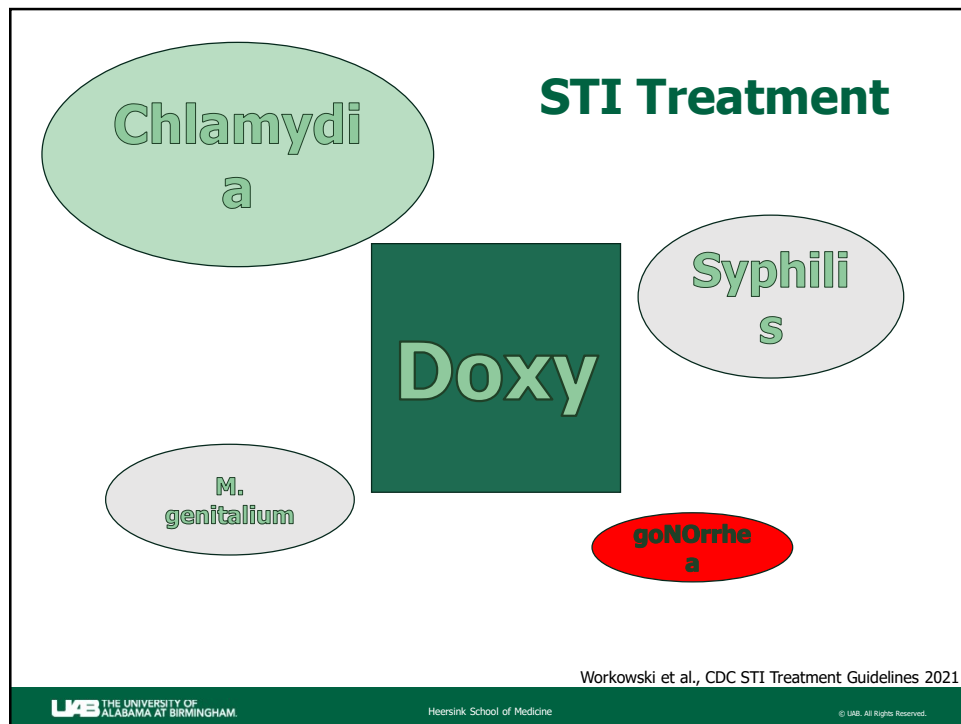 STI Treatment
Chlamydi
a
Syphili
s
Doxy
M.
genitalium
goNOrrhe
a
Workowski et al., CDC STI Treatment Guidelines 2021
UAB THE UNIVERSITY OF
ALABAMA AT BIRMINGHAM.
Heersink School of Medicine
© UAB. All Rights Reserved.